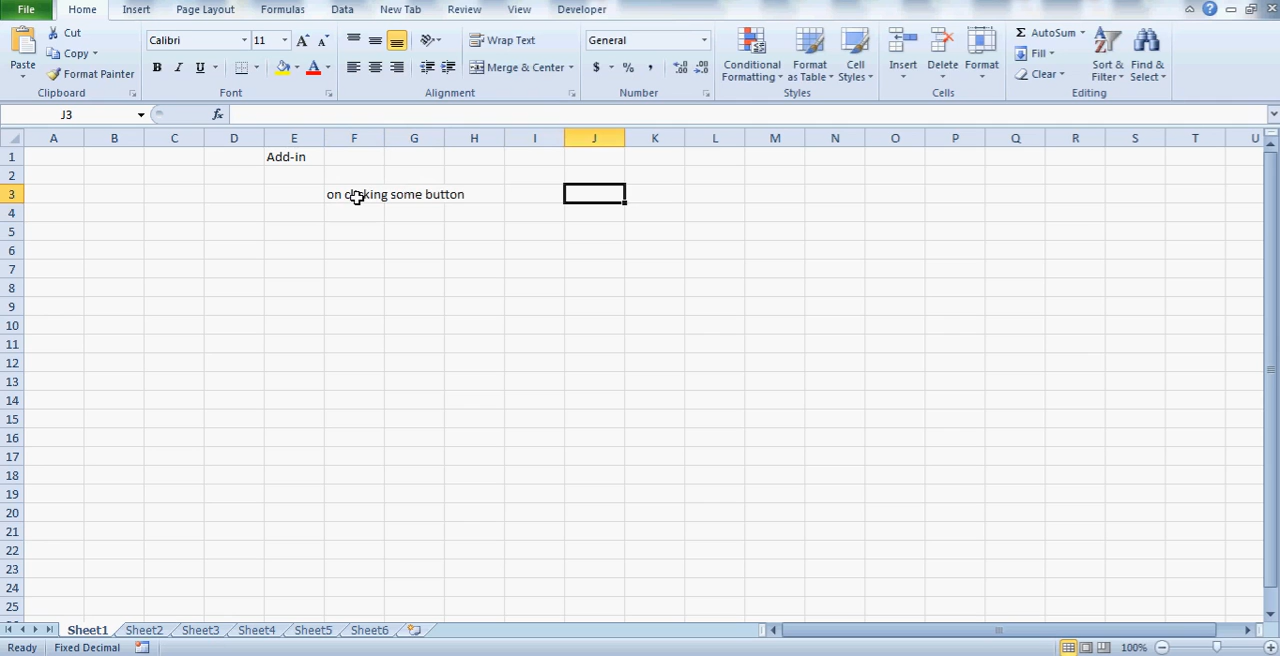 File Home Insert Page Layout Formulas Data New Tab Review View Developer
Cut
Copy
Format Painter
Paste
Clipboard
Calibri 11
B I U
Font
Wrap Text
Merge & Center
Alignment
General
$ % ,
Number
Conditional Formatting
Format as Table
Cell Styles
Styles
Insert Delete Format
Cells
AutoSum
Fill
Clear
Sort & Filter
Find & Select
Editing
J3 fx
A B C D E F G H I J K L M N O P Q R S T U
1 Add-in
2
3 on clicking some button
4
5
6
7
8
9
10
11
12
13
14
15
16
17
18
19
20
21
22
23
24
25
Sheet1 Sheet2 Sheet3 Sheet4 Sheet5 Sheet6
Ready Fixed Decimal 100%